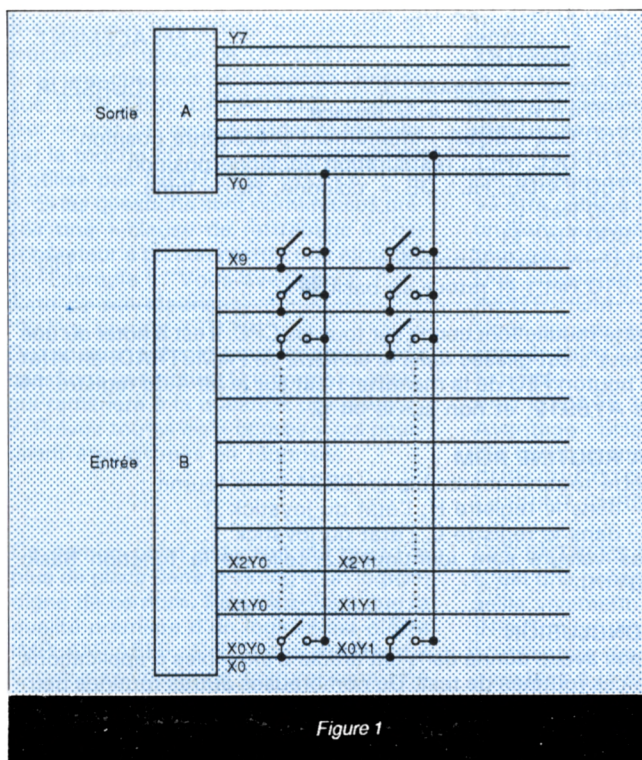 Y7
Sortie
A
Y0
X9
Entrée
B
X2Y0
X2Y1
X1Y0
X1Y1
X0Y0
X0Y1
X0
Figure 1